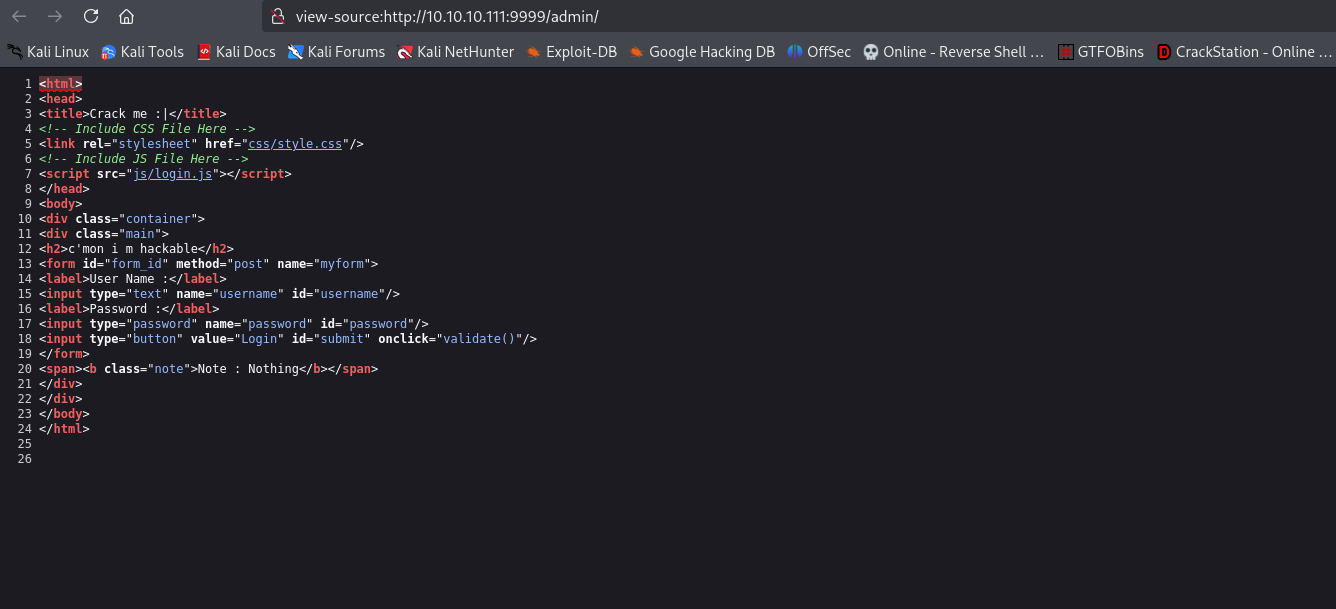 view-source:http://10.10.10.111:9999/admin/
Kali Linux Kali Tools Kali Docs Kali Forums Kali NetHunter Exploit-DB Google Hacking DB OffSec Online - Reverse Shell … GTFOBins CrackStation - Online …
1 <html>
2 <head>
3 <title>Crack me :|</title>
4 <!-- Include CSS File Here -->
5 <link rel="stylesheet" href="css/style.css"/>
6 <!-- Include JS File Here -->
7 <script src="js/login.js"></script>
8 </head>
9 <body>
10 <div class="container">
11 <div class="main">
12 <h2>c'mon i m hackable</h2>
13 <form id="form_id" method="post" name="myform">
14 <label>User Name :</label>
15 <input type="text" name="username" id="username"/>
16 <label>Password :</label>
17 <input type="password" name="password" id="password"/>
18 <input type="button" value="Login" id="submit" onclick="validate()"/>
19 </form>
20 <span><b class="note">Note : Nothing</b></span>
21 </div>
22 </div>
23 </body>
24 </html>
25
26